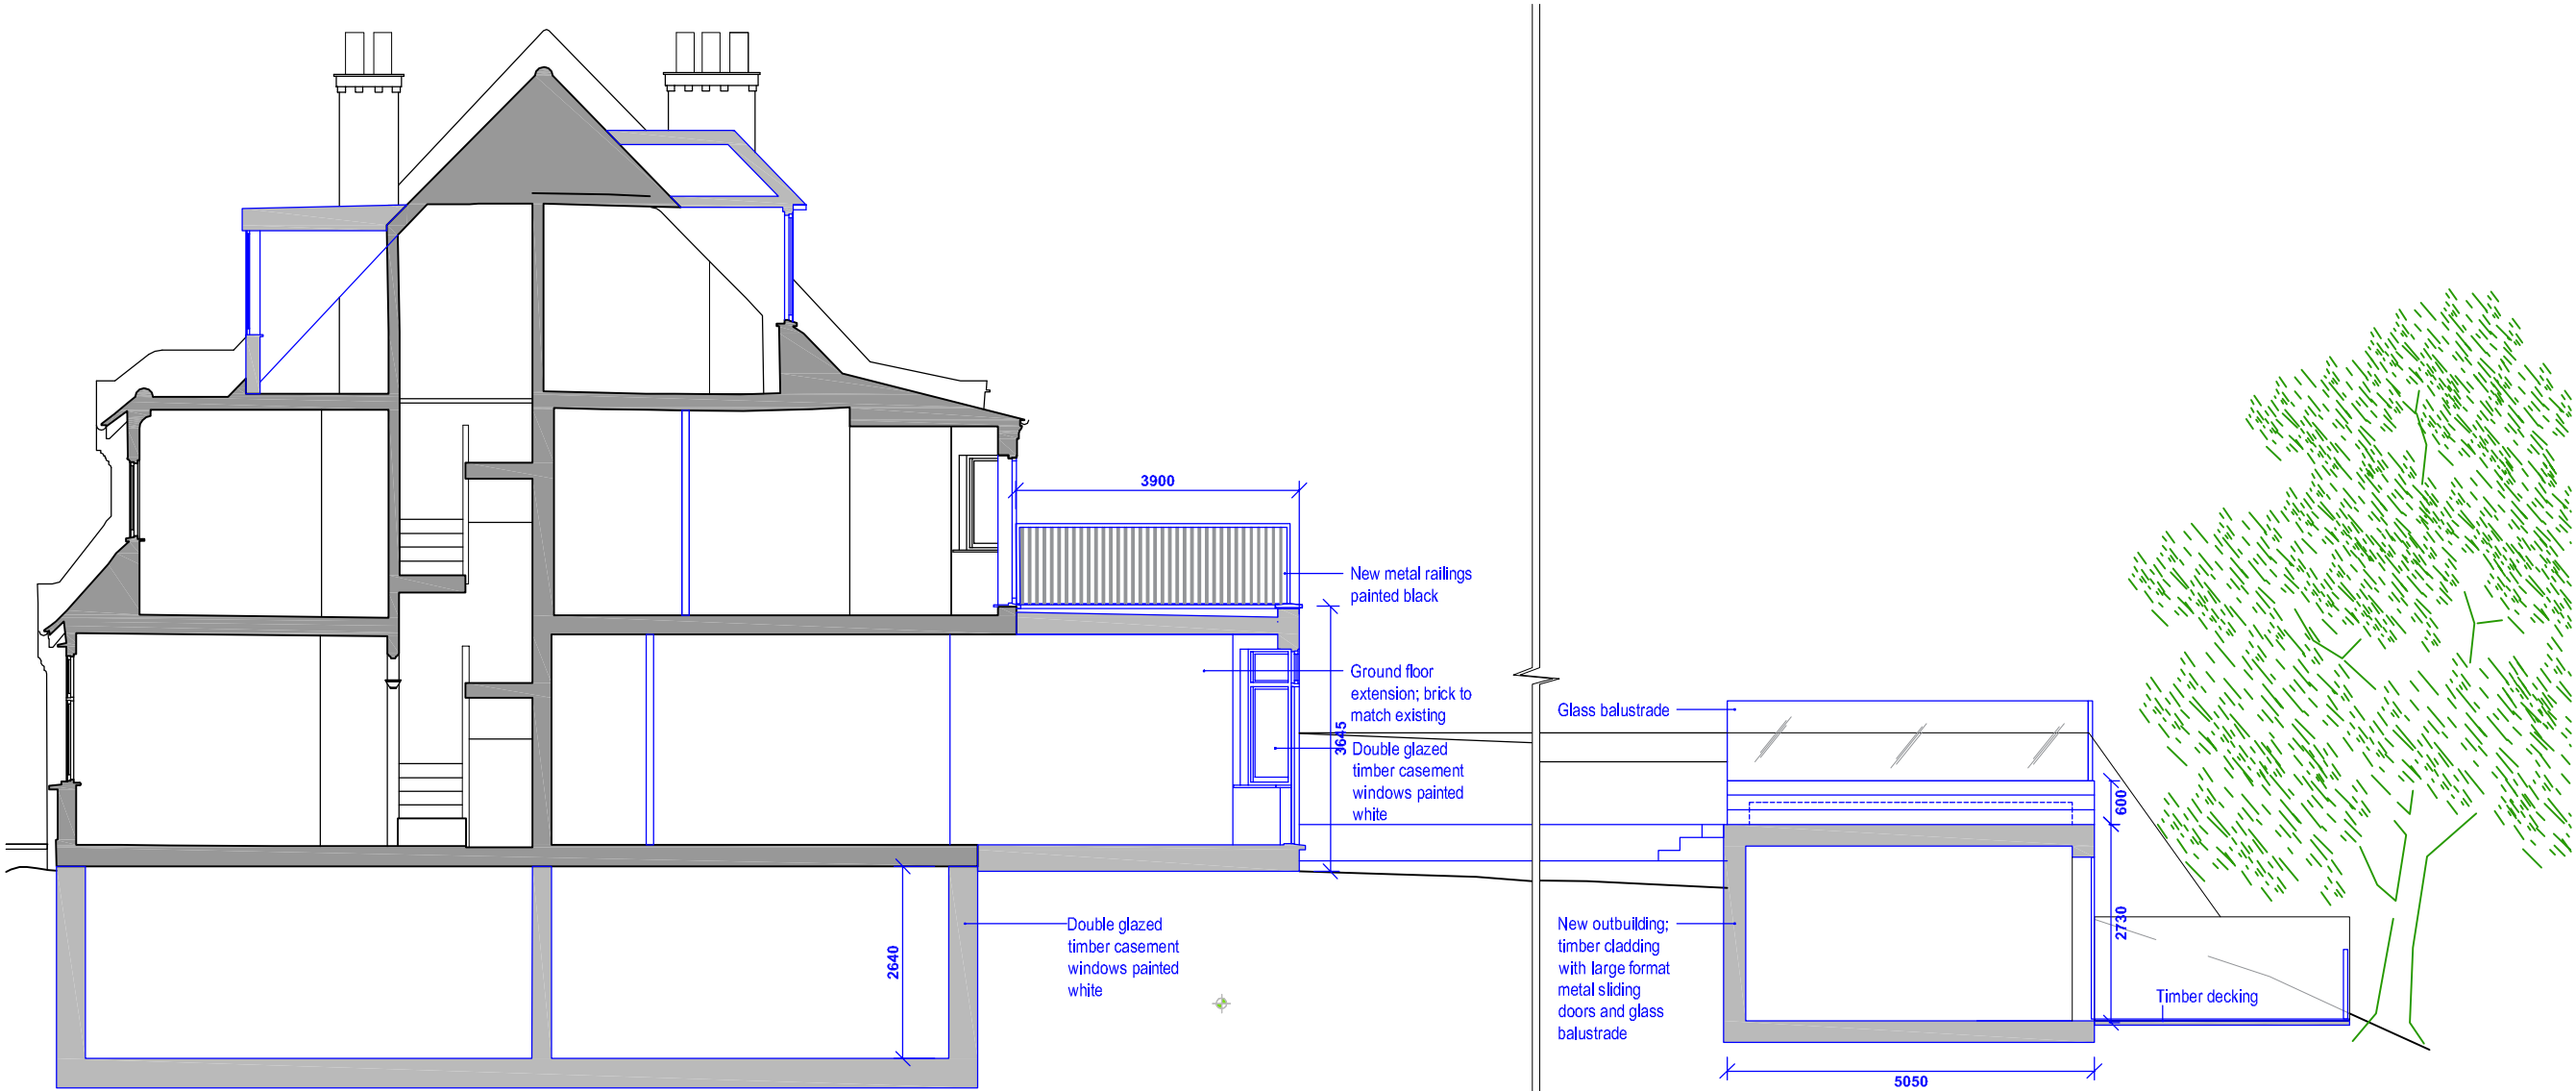 3900
New metal railings
painted black
Ground floor
extension; brick to
match existing
3645
Double glazed
timber casement
windows painted
white
Double glazed
timber casement
windows painted
white
2640
Glass balustrade
600
New outbuilding;
timber cladding
with large format
metal sliding
doors and glass
balustrade
2730
Timber decking
5050